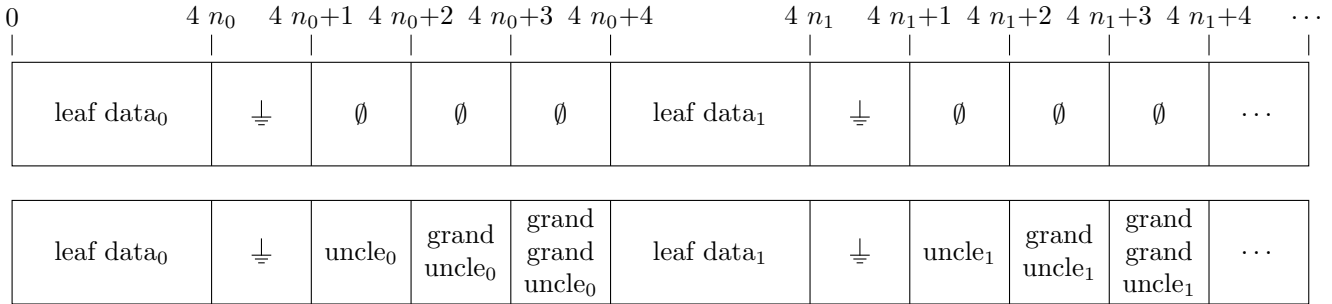 0 4 n₀ 4 n₀+1 4 n₀+2 4 n₀+3 4 n₀+4 4 n₁ 4 n₁+1 4 n₁+2 4 n₁+3 4 n₁+4 ⋯
leaf data₀ ⏚ ∅ ∅ ∅ leaf data₁ ⏚ ∅ ∅ ∅ ⋯
leaf data₀ ⏚ uncle₀
grand
uncle₀
grand
grand
uncle₀
leaf data₁ ⏚ uncle₁
grand
uncle₁
grand
grand
uncle₁
⋯